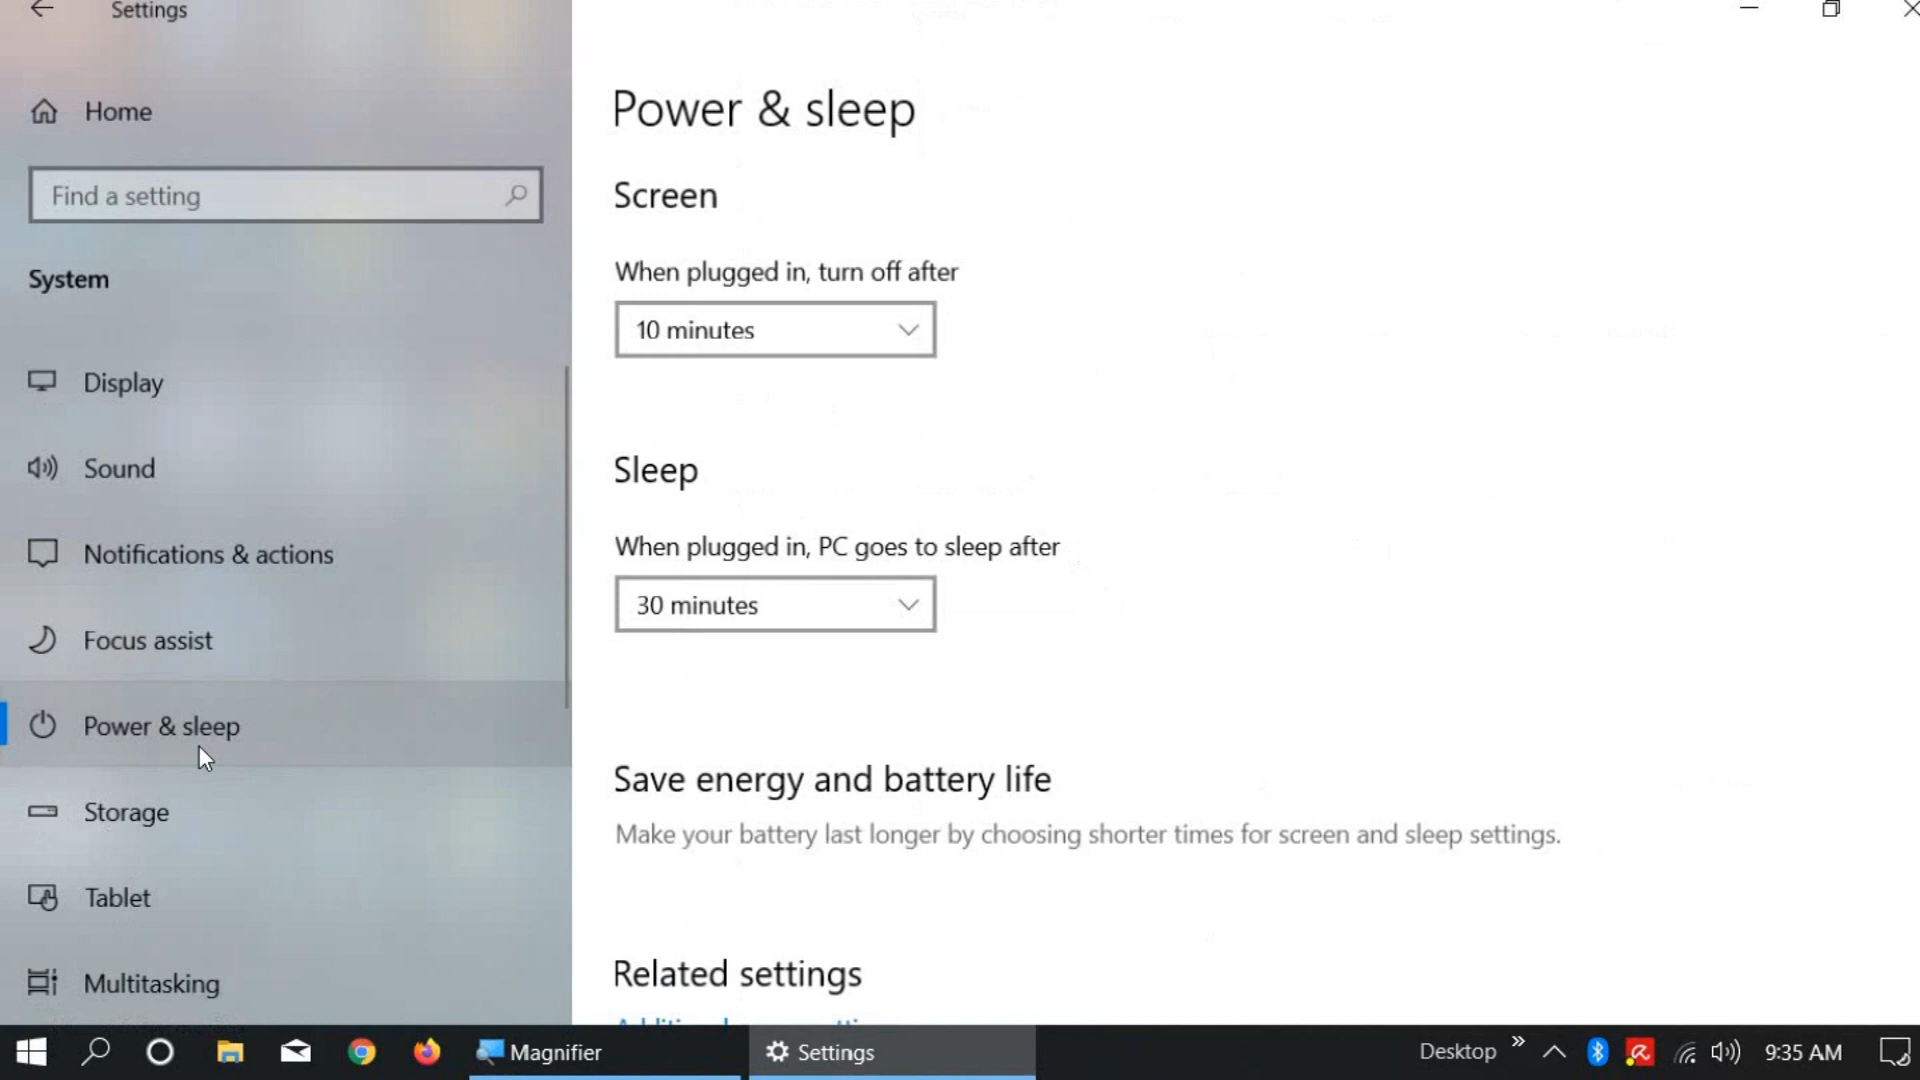 Settings
Home
Find a setting
System
Display
Sound
Notifications & actions
Focus assist
Power & sleep
Storage
Tablet
Multitasking
Power & sleep
Screen
When plugged in, turn off after
10 minutes
Sleep
When plugged in, PC goes to sleep after
30 minutes
Save energy and battery life
Make your battery last longer by choosing shorter times for screen and sleep settings.
Related settings
Magnifier
Settings
Desktop
9:35 AM